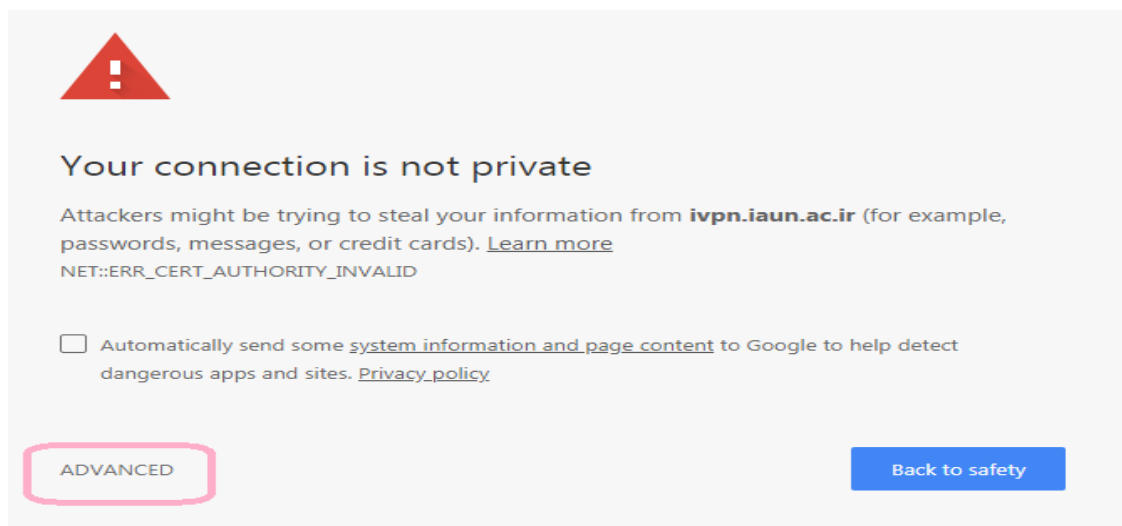 Your connection is not private
Attackers might be trying to steal your information from ivpn.iaun.ac.ir (for example,
passwords, messages, or credit cards). Learn more
NET::ERR_CERT_AUTHORITY_INVALID
Automatically send some system information and page content to Google to help detect
dangerous apps and sites. Privacy policy
ADVANCED
Back to safety